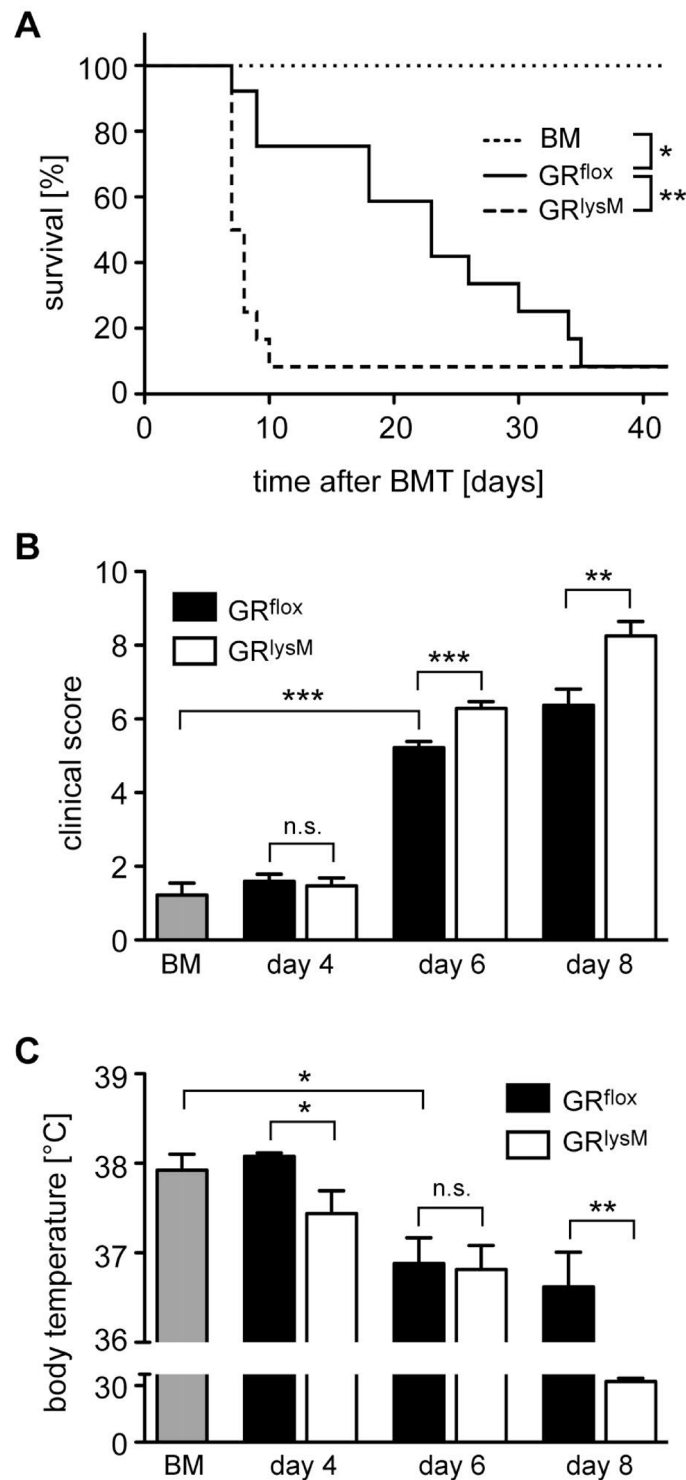 A
100
80
60
40
20
0
survival [%]
BM
GRflox
GRlysM
*
**
0 10 20 30 40
time after BMT [days]
B
10
8
6
4
2
0
clinical score
GRflox
GRlysM
***
n.s.
***
**
BM day 4 day 6 day 8
C
39
38
37
36
30
0
body temperature [°C]
GRflox
GRlysM
*
*
n.s.
**
BM day 4 day 6 day 8